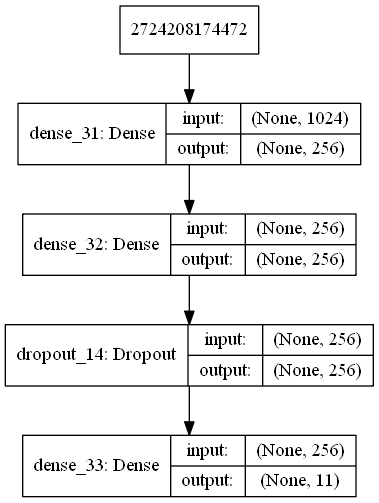 2724208174472
dense_31: Dense
input:
(None, 1024)
output:
(None, 256)
dense_32: Dense
input:
(None, 256)
output:
(None, 256)
dropout_14: Dropout
input:
(None, 256)
output:
(None, 256)
dense_33: Dense
input:
(None, 256)
output:
(None, 11)